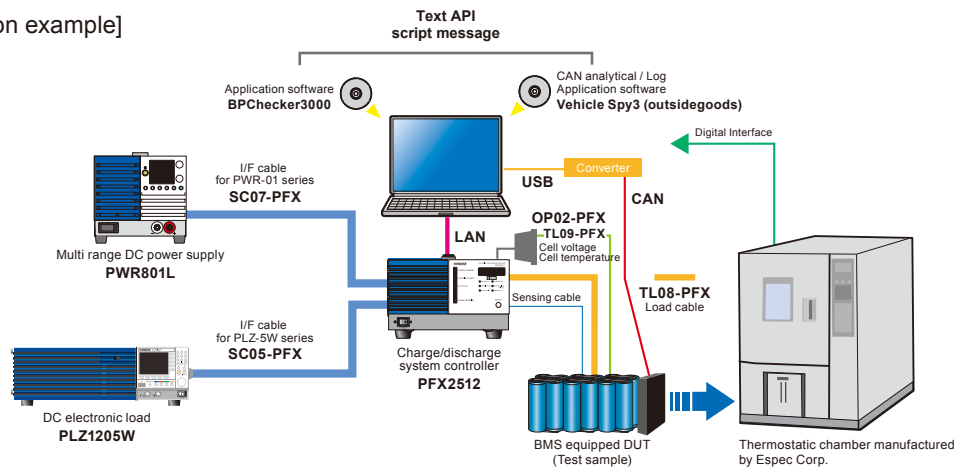 on example]
Text API
script message
Application software
BPChecker3000
CAN analytical / Log
Application software
Vehicle Spy3 (outsidegoods)
Digital Interface
I/F cable
for PWR-01 series
SC07-PFX
USB
Converter
CAN
Multi range DC power supply
PWR801L
LAN
OP02-PFX
TL09-PFX
Cell voltage
Cell temperature
Sensing cable
TL08-PFX
Load cable
I/F cable
for PLZ-5W series
SC05-PFX
Charge/discharge
system controller
PFX2512
DC electronic load
PLZ1205W
BMS equipped DUT
(Test sample)
Thermostatic chamber manufactured
by Espec Corp.